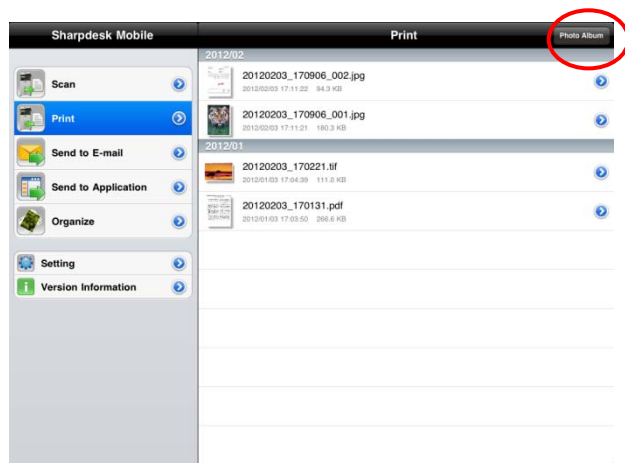 Sharpdesk Mobile
Print
Photo Album
Scan
Print
Send to E-mail
Send to Application
Organize
Setting
Version Information
2012/02
20120203_170906_002.jpg
2012/02/03 17:11:22 94.3 KB
20120203_170906_001.jpg
2012/02/03 17:11:21 180.3 KB
2012/01
20120203_170221.tif
2012/01/03 17:04:39 111.0 KB
20120203_170131.pdf
2012/01/03 17:03:50 266.6 KB